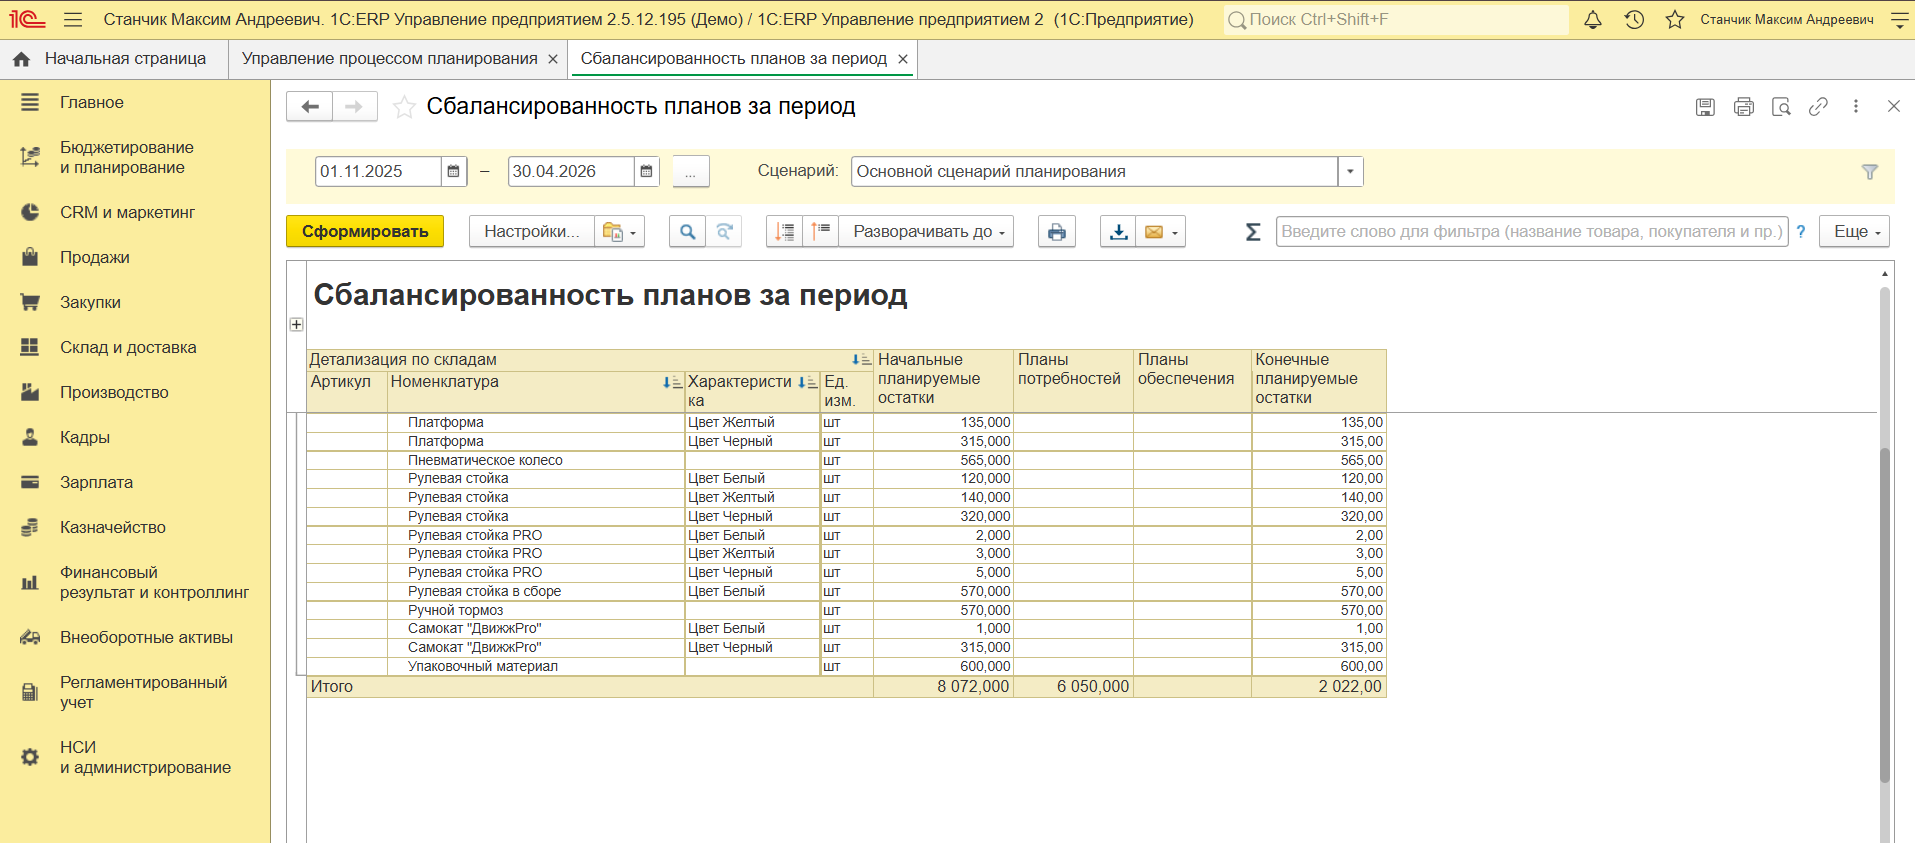 1С Станчик Максим Андреевич. 1С:ERP Управление предприятием 2.5.12.195 (Демо) / 1С:ERP Управление предприятием 2 (1С:Предприятие) Поиск Ctrl+Shift+F Станчик Максим Андреевич
Начальная страница Управление процессом планирования × Сбалансированность планов за период ×
Главное
Бюджетирование
и планирование
CRM и маркетинг
Продажи
Закупки
Склад и доставка
Производство
Кадры
Зарплата
Казначейство
Финансовый
результат и контроллинг
Внеоборотные активы
Регламентированный
учет
НСИ
и администрирование
Сбалансированность планов за период
01.11.2025 – 30.04.2026 ... Сценарий: Основной сценарий планирования
Сформировать Настройки... Разворачивать до Σ Введите слово для фильтра (название товара, покупателя и пр.) ? Еще
Сбалансированность планов за период
Детализация по складам Начальные планируемые остатки Планы потребностей Планы обеспечения Конечные планируемые остатки
Артикул Номенклатура Характеристи
ка Ед.
изм.
Платформа Цвет Желтый шт 135,000 135,00
Платформа Цвет Черный шт 315,000 315,00
Пневматическое колесо шт 565,000 565,00
Рулевая стойка Цвет Белый шт 120,000 120,00
Рулевая стойка Цвет Желтый шт 140,000 140,00
Рулевая стойка Цвет Черный шт 320,000 320,00
Рулевая стойка PRO Цвет Белый шт 2,000 2,00
Рулевая стойка PRO Цвет Желтый шт 3,000 3,00
Рулевая стойка PRO Цвет Черный шт 5,000 5,00
Рулевая стойка в сборе Цвет Белый шт 570,000 570,00
Ручной тормоз шт 570,000 570,00
Самокат "ДвижжPro" Цвет Белый шт 1,000 1,00
Самокат "ДвижжPro" Цвет Черный шт 315,000 315,00
Упаковочный материал шт 600,000 600,00
Итого 8 072,000 6 050,000 2 022,00